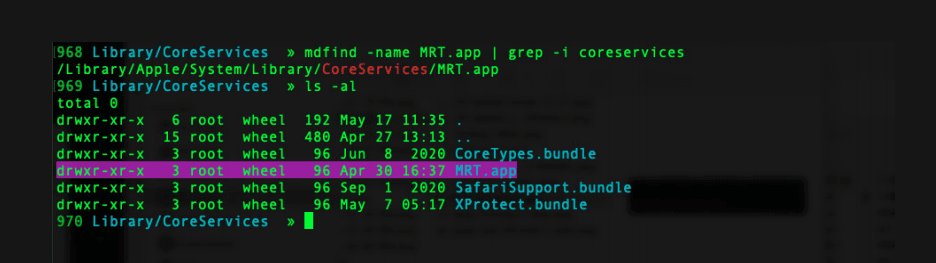 968 Library/CoreServices » mdfind -name MRT.app | grep -i coreservices
/Library/Apple/System/Library/CoreServices/MRT.app
969 Library/CoreServices » ls -al
total 0
drwxr-xr-x 6 root wheel 192 May 17 11:35 .
drwxr-xr-x 15 root wheel 480 Apr 27 13:13 ..
drwxr-xr-x 3 root wheel 96 Jun 8 2020 CoreTypes.bundle
drwxr-xr-x 3 root wheel 96 Apr 30 16:37 MRT.app
drwxr-xr-x 3 root wheel 96 Sep 1 2020 SafariSupport.bundle
drwxr-xr-x 3 root wheel 96 May 7 05:17 XProtect.bundle
970 Library/CoreServices »